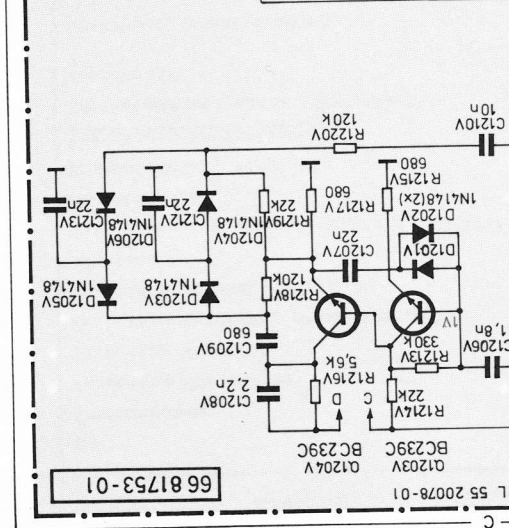 C
L 55 20078-01
66 81753-01
Q1203V
BC239C
Q1204V
BC239C
R1214V
22k
C
D
R1216V
5,6k
C1208V
2,2n
R1213V
330k
C1206V
1,8n
C1209V
680
1V
R1218V
120k
D1203V
1N4148
D1205V
1N4148
D1201V
D1202V
1N4148(2x)
C1207V
22n
R1215V
680
R1217V
680
R1219V
22k
D1204V
1N4148
C1212V
22n
D1206V
1N4148
C1213V
22n
R1220V
120k
C1210V
10n